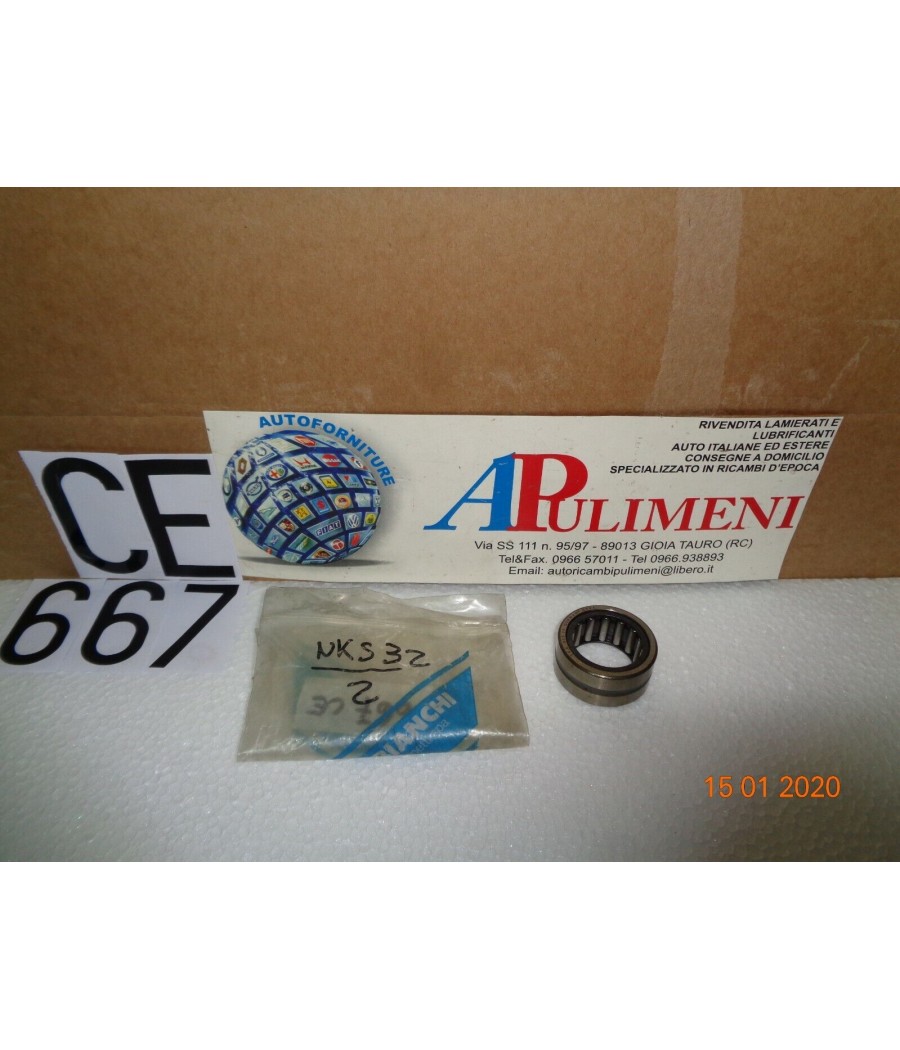 AUTOFORNITURE
RIVENDITA LAMIERATI E
LUBRIFICANTI
AUTO ITALIANE ED ESTERE
CONSEGNE A DOMICILIO
SPECIALIZZATO IN RICAMBI D'EPOCA
APULIMENI
Via SS 111 n. 95/97 - 89013 GIOIA TAURO (RC)
Tel&Fax. 0966 57011 - Tel 0966.938893
Email: autoricambipulimeni@libero.it
CE
667
NKS32
2
BIANCHI
15 01 2020